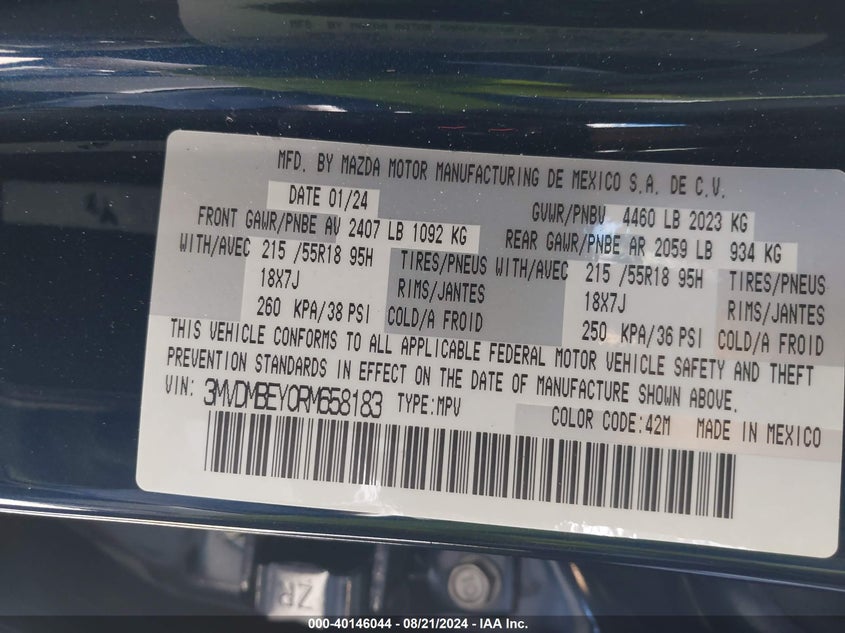 MFD. BY MAZDA MOTOR MANUFACTURING DE MEXICO S.A. DE C.V.
DATE 01/24 GVWR/PNBV 4460 LB 2023 KG
FRONT GAWR/PNBE AV 2407 LB 1092 KG REAR GAWR/PNBE AR 2059 LB 934 KG
WITH/AVEC 215 /55R18 95H TIRES/PNEUS WITH/AVEC 215 /55R18 95H TIRES/PNEUS
18X7J RIMS/JANTES 18X7J RIMS/JANTES
260 KPA/38 PSI COLD/A FROID 250 KPA/36 PSI COLD/A FROID
THIS VEHICLE CONFORMS TO ALL APPLICABLE FEDERAL MOTOR VEHICLE SAFETY AND THEFT
PREVENTION STANDARDS IN EFFECT ON THE DATE OF MANUFACTURE SHOWN ABOVE.
VIN: 3MVDMBEY0RM658183 TYPE:MPV
COLOR CODE:42M MADE IN MEXICO
ZR
000-40146044 / 08/21/2024 - IAA Inc.